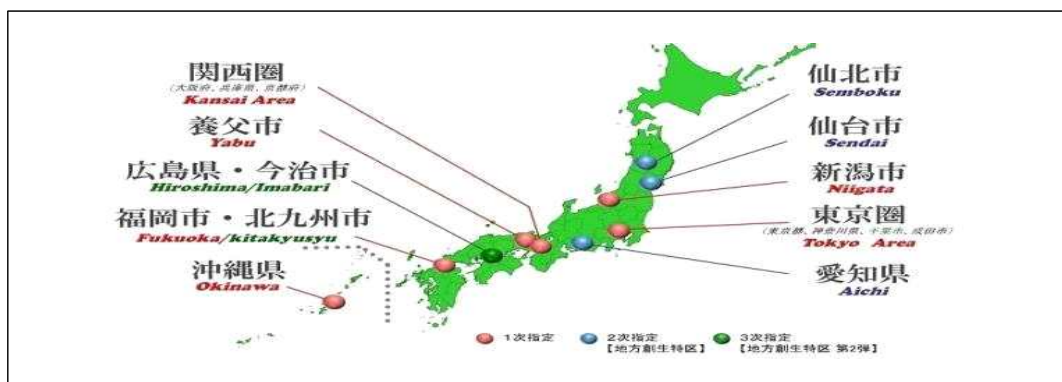 関西圏
(大阪府、兵庫県、京都府)
Kansai Area
養父市
Yabu
広島県・今治市
Hiroshima/Imabari
福岡市・北九州市
Fukuoka/kitakyusyu
沖縄県
Okinawa
仙北市
Semboku
仙台市
Sendai
新潟市
Niigata
東京圏
(東京都、神奈川県、千葉市、成田市)
Tokyo Area
愛知県
Aichi
1次指定
2次指定
【地方創生特区】
3次指定
【地方創生特区 第2弾】